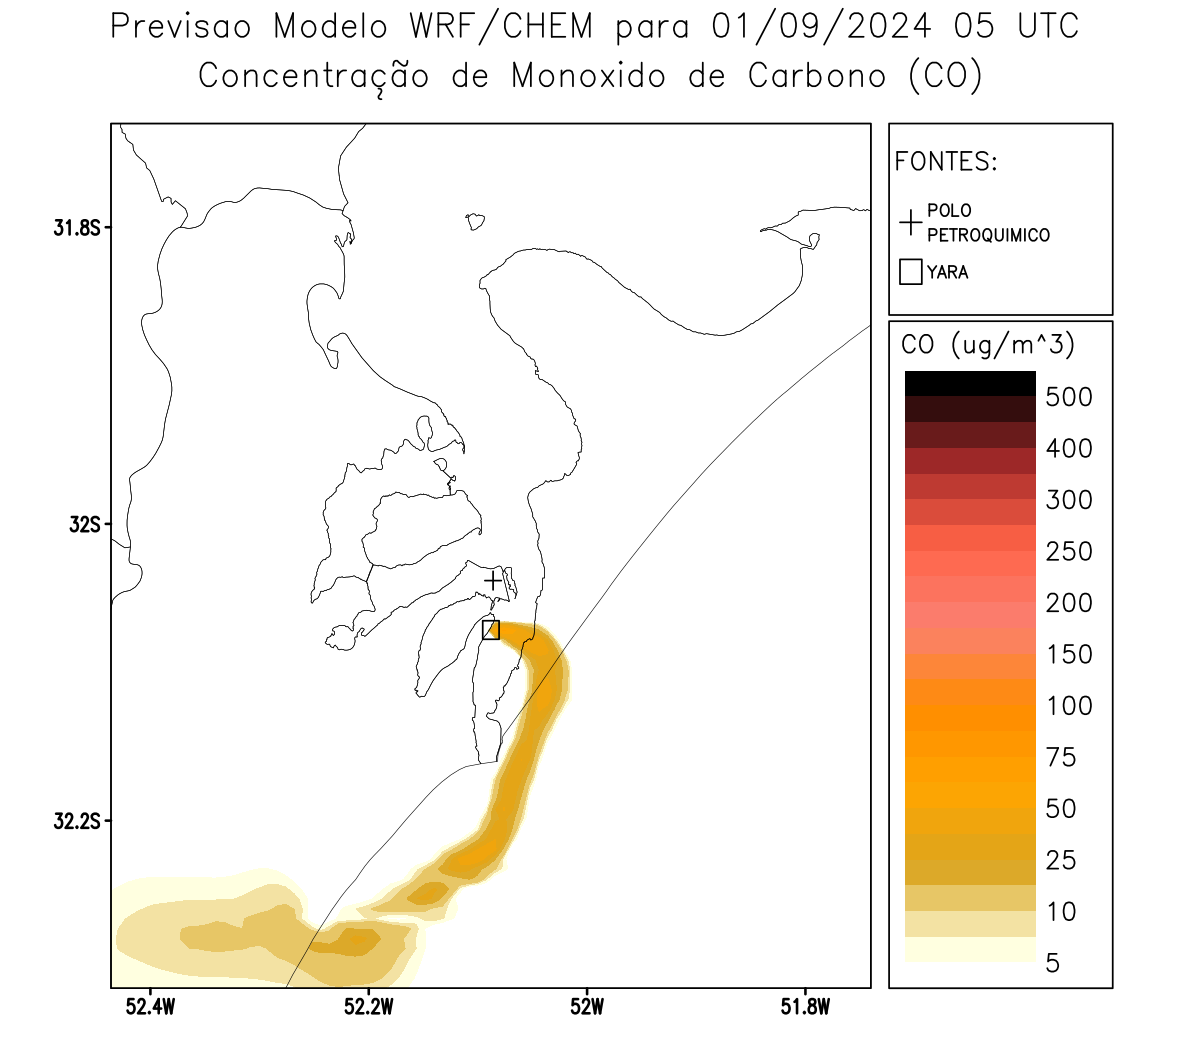 Previsao Modelo WRF/CHEM para 01/09/2024 05 UTC
Concentração de Monoxido de Carbono (CO)
FONTES:
POLO
PETROQUIMICO
YARA
CO (ug/m^3)
500
400
300
250
200
150
100
75
50
25
10
5
31.8S
32S
32.2S
52.4W
52.2W
52W
51.8W